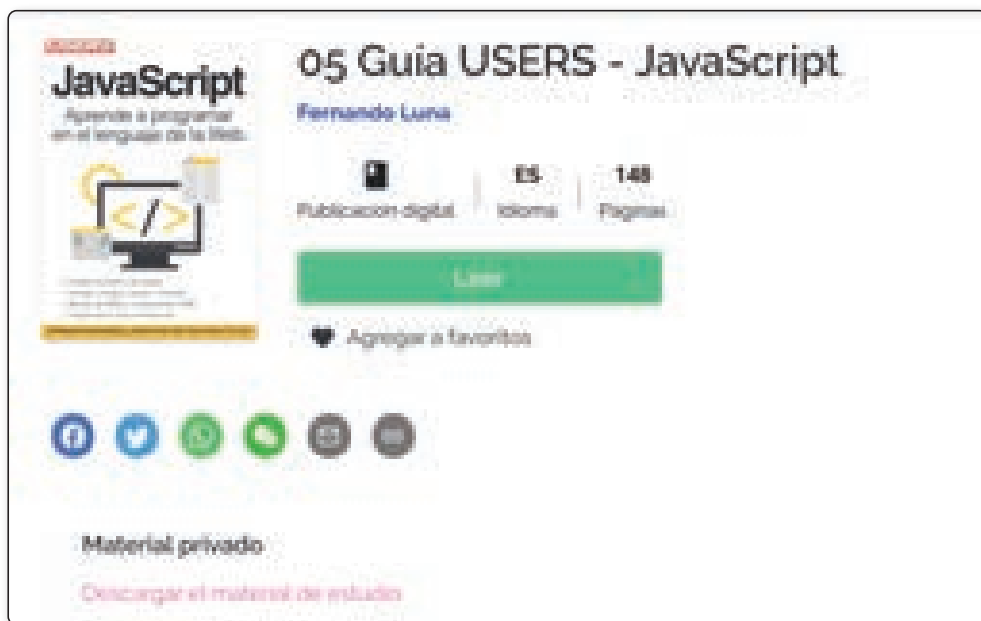 JavaScript
Aprende a programar
en el lenguaje de la Web.
</>
05 Guía USERS - JavaScript
Fernando Luna
Publicación digital
ES
Idioma
148
Páginas
Leer
Agregar a favoritos
Material privado
Descargar el material de estudio